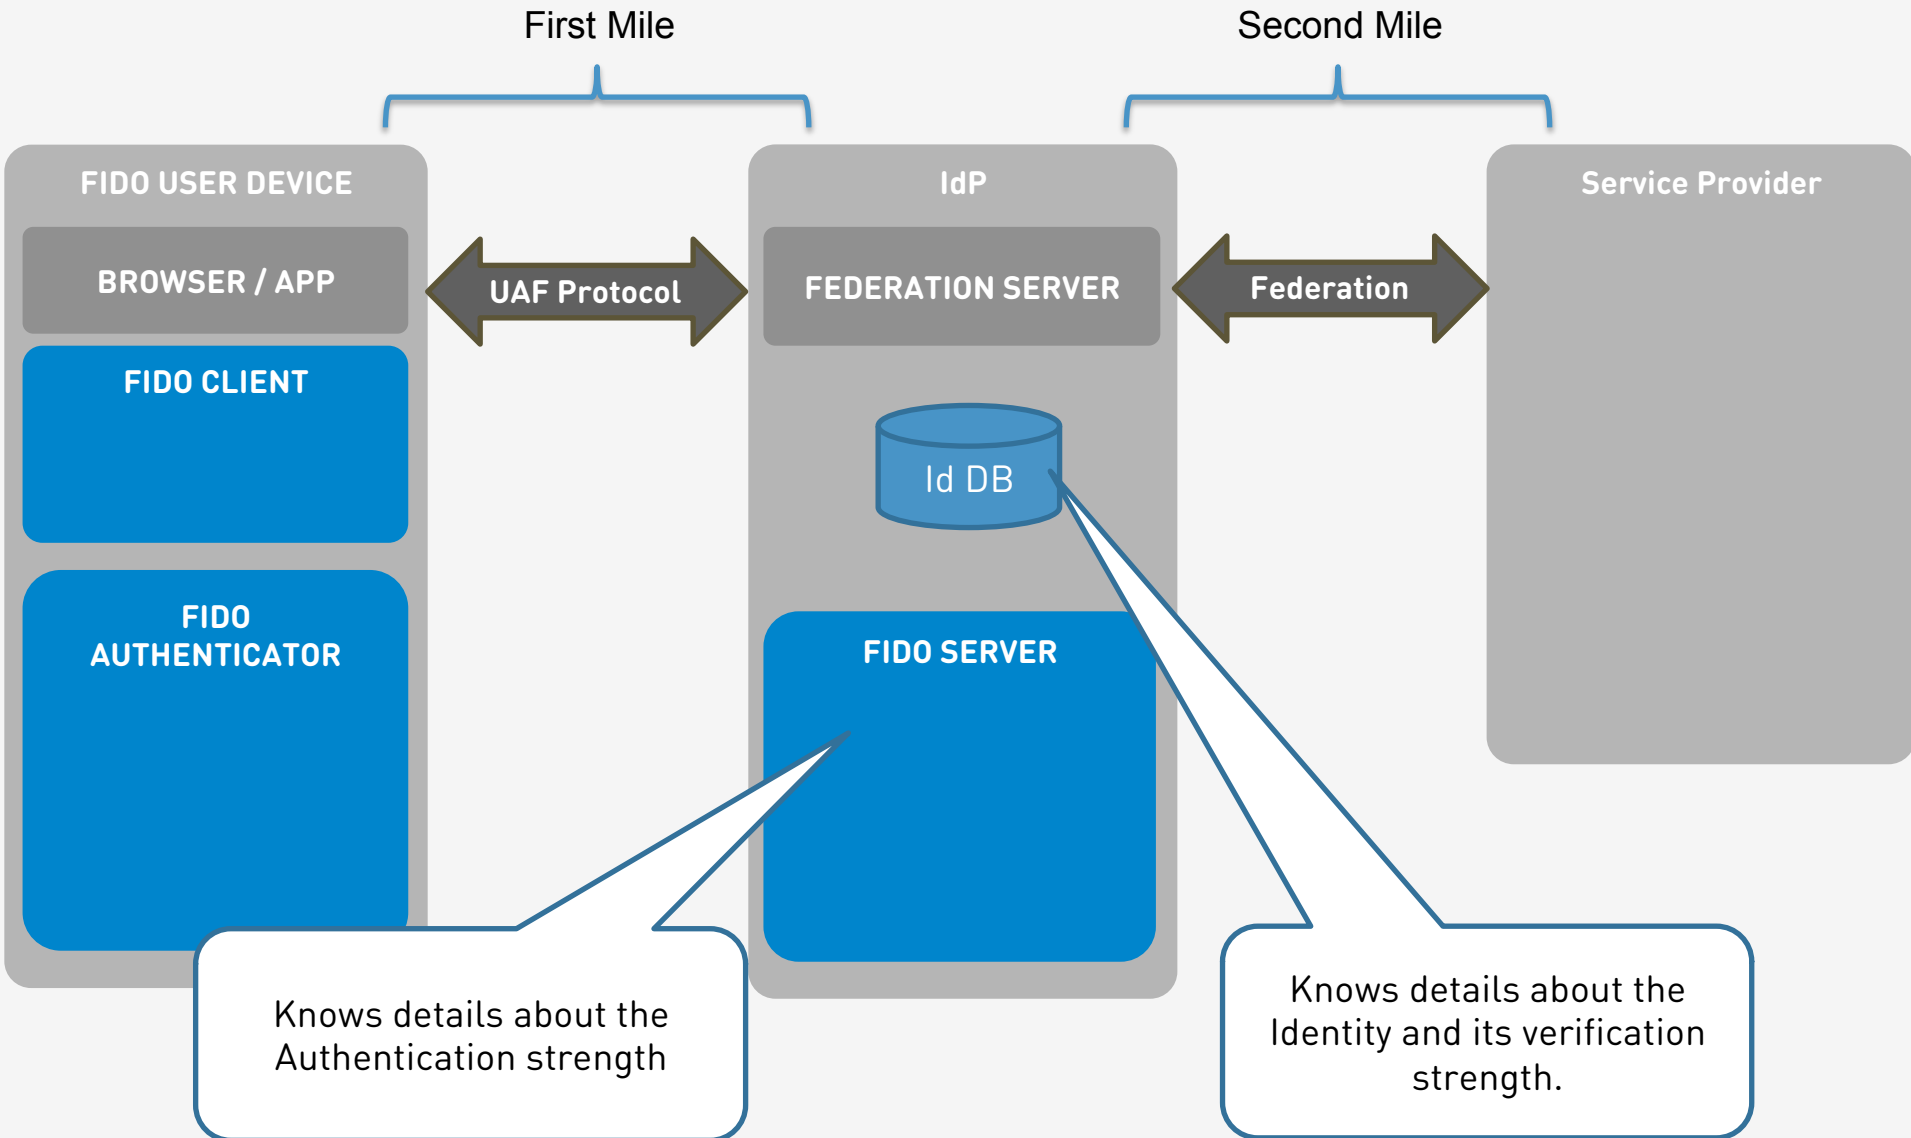 First Mile
Second Mile
FIDO USER DEVICE
IdP
Service Provider
BROWSER / APP
UAF Protocol
FEDERATION SERVER
Federation
FIDO CLIENT
Id DB
FIDO
AUTHENTICATOR
FIDO SERVER
Knows details about the
Authentication strength
Knows details about the
Identity and its verification
strength.